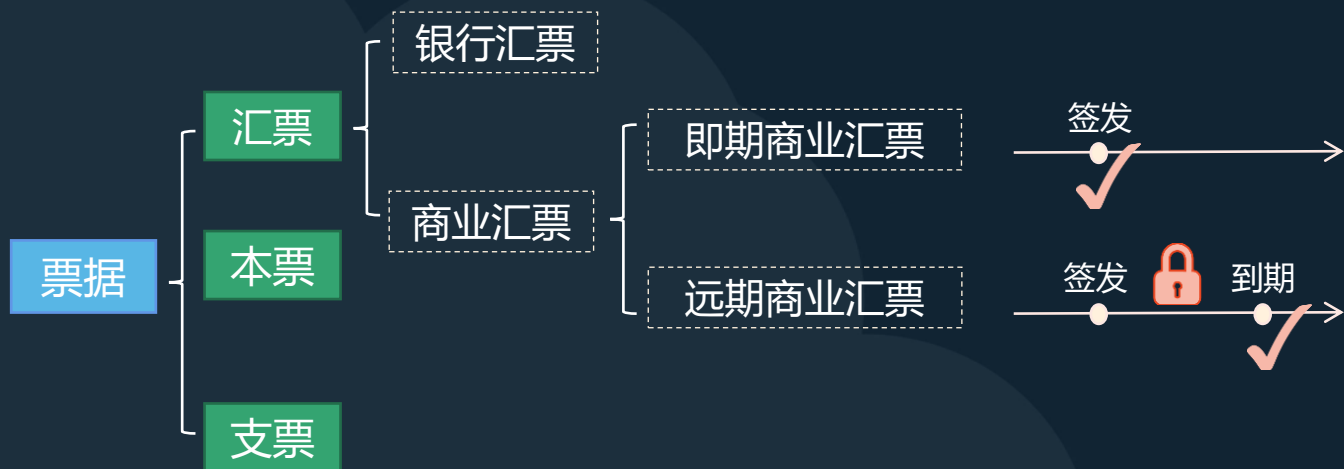 票据
汇票
本票
支票
银行汇票
商业汇票
即期商业汇票
远期商业汇票
签发
签发
到期